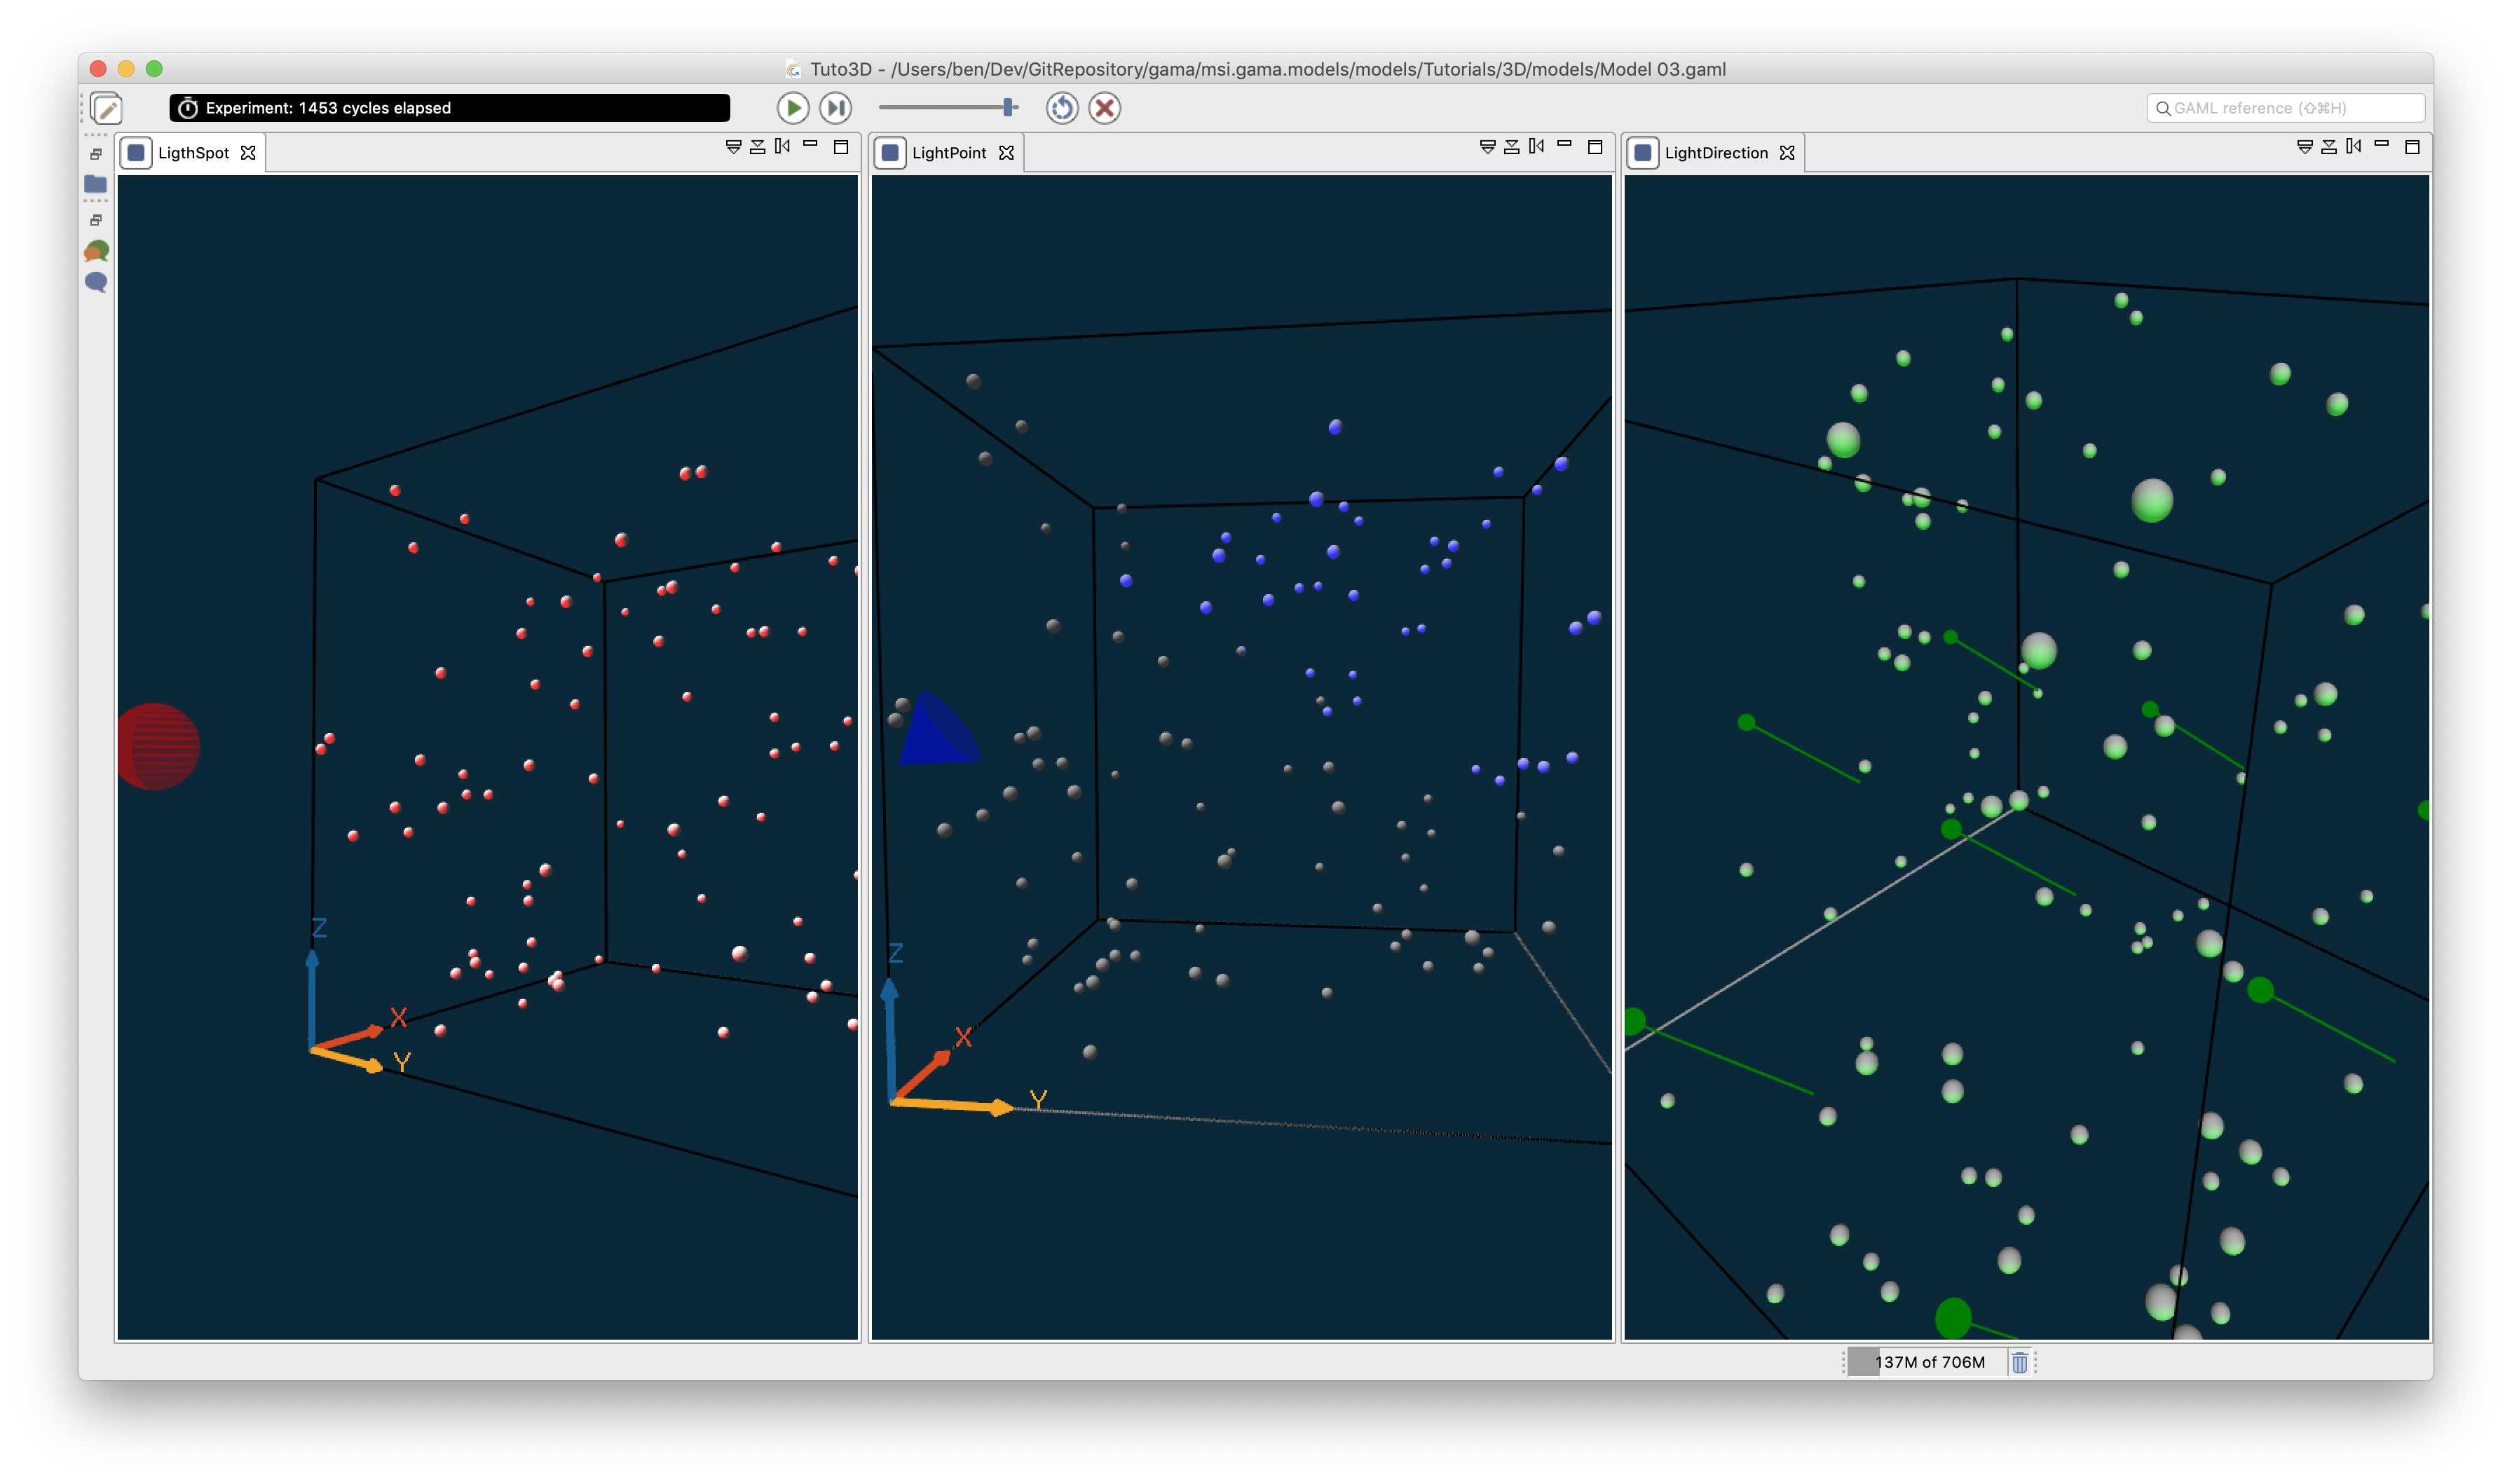 Tuto3D - /Users/ben/Dev/GitRepository/gama/msi.gama.models/models/Tutorials/3D/models/Model 03.gaml
Experiment: 1453 cycles elapsed
GAML reference (⇧⌘H)
LigthSpot
LightPoint
LightDirection
Z
X
Y
Z
X
Y
137M of 706M